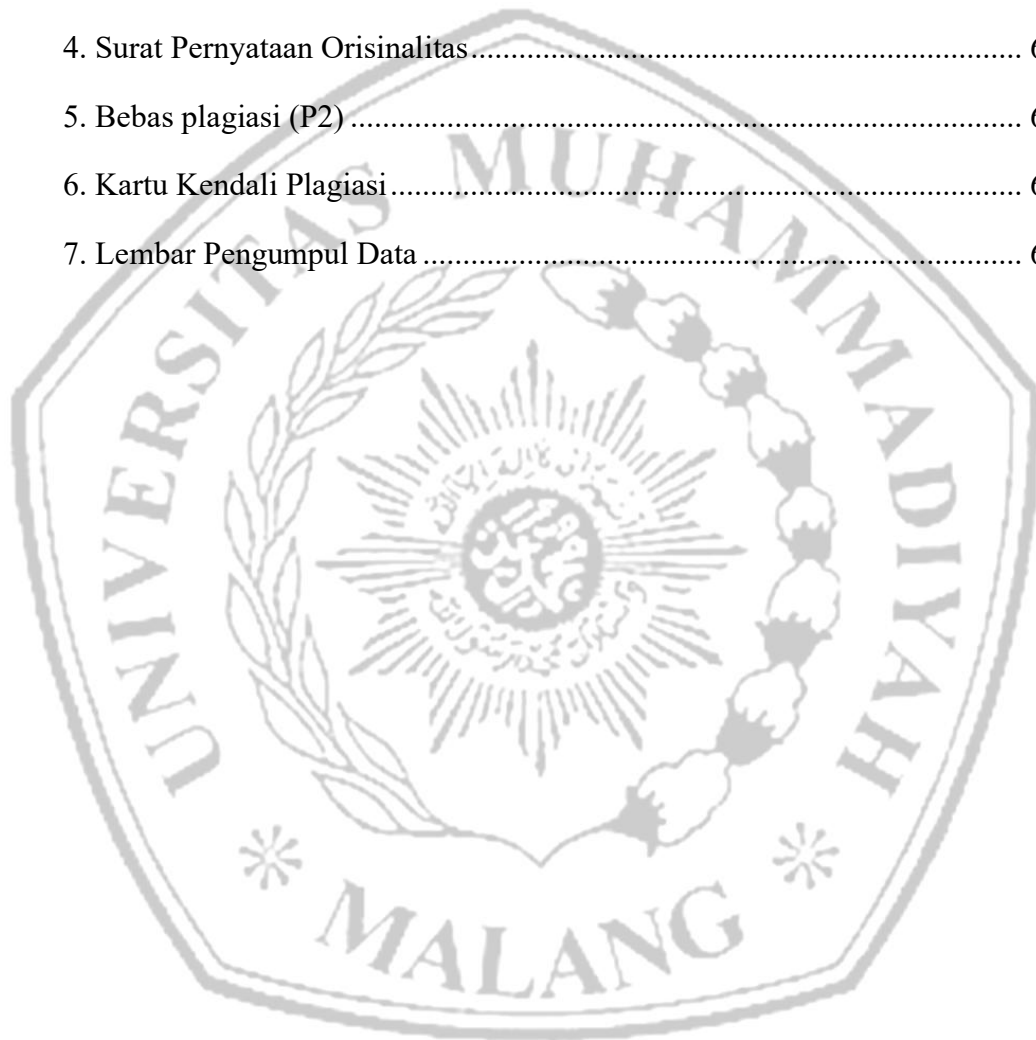 4. Surat Pernyataan Orisinalitas........................................................................ 6
5. Bebas plagiasi (P2)........................................................................................ 6
6. Kartu Kendali Plagiasi................................................................................... 6
7. Lembar Pengumpul Data.............................................................................. 6
UNIVERSITAS MUHAMMADIYAH
* MALANG *